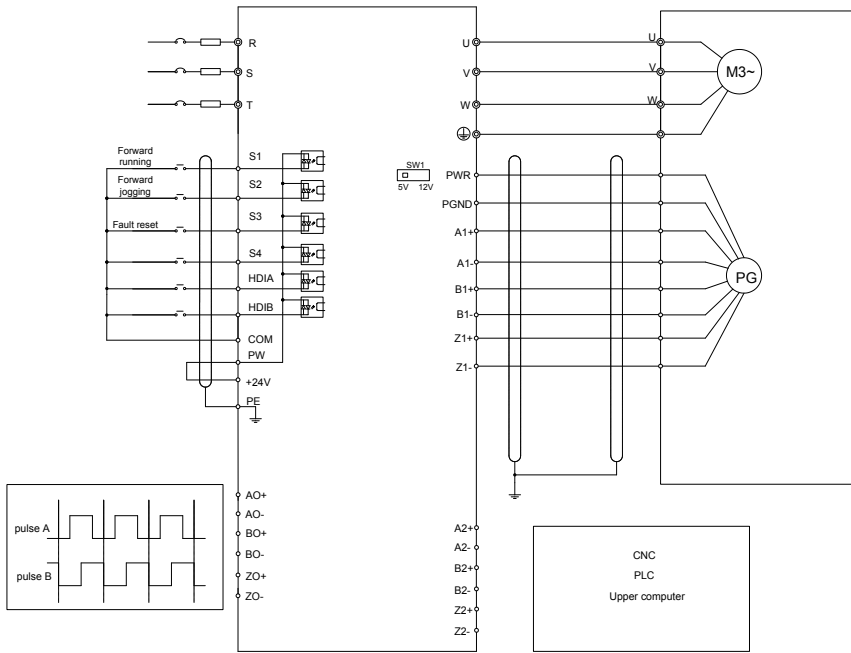 R
S
T
Forward
running
S1
Forward
jogging
S2
Fault reset
S3
S4
HDIA
HDIB
COM
PW
+24V
PE
SW1
5V 12V
U
V
W
PWR
PGND
A1+
A1-
B1+
B1-
Z1+
Z1-
U
V
W
M3~
PG
pulse A
pulse B
AO+
AO-
BO+
BO-
ZO+
ZO-
A2+
A2-
B2+
B2-
Z2+
Z2-
CNC
PLC
Upper computer